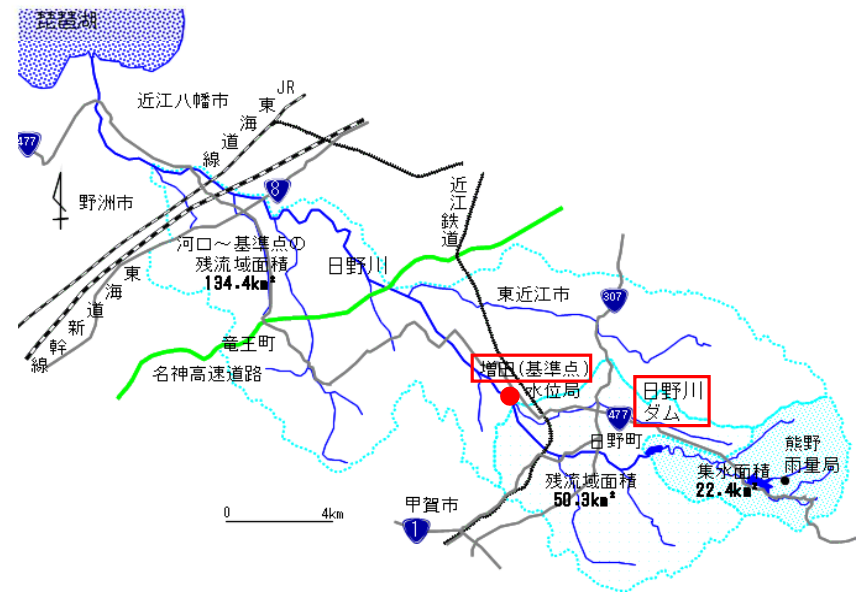 琵琶湖
近江八幡市
JR東海道線
477
8
野洲市
近江鉄道
河口～基準点の
残流域面積
134.4km²
日野川
東海道新幹線
東近江市
307
竜王町
名神高速道路
増田(基準点)
水位局
日野川
ダム
477
日野町
熊野
雨量局
集水面積
22.4km²
残流域面積
50.3km²
甲賀市
1
0
4km